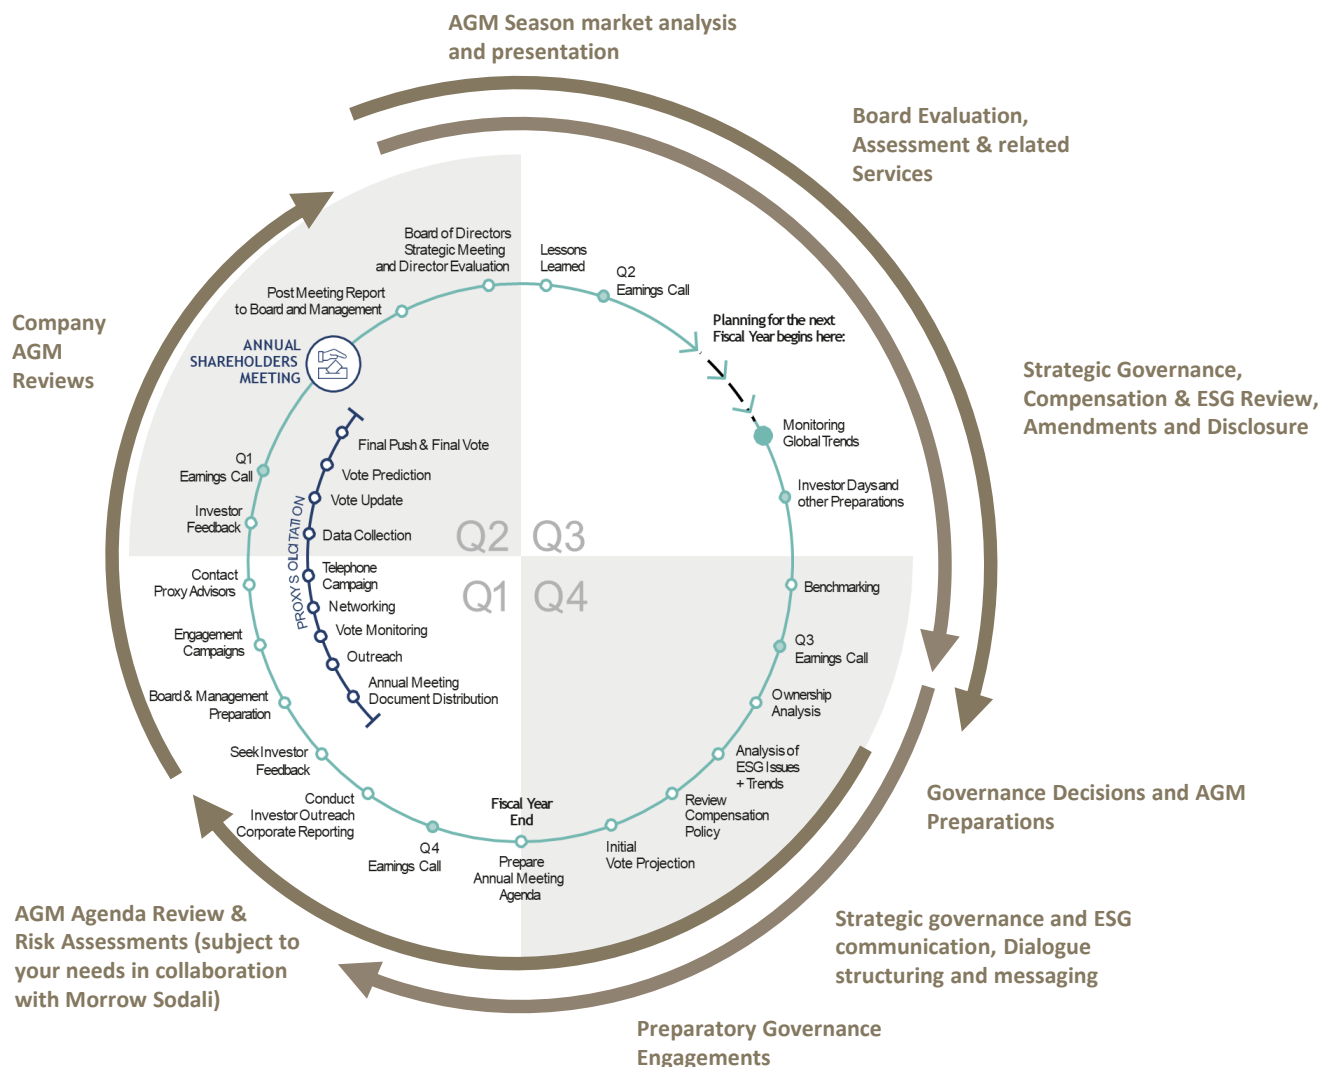 AGM Season market analysis
and presentation
Board Evaluation,
Assessment & related
Services
Strategic Governance,
Compensation & ESG Review,
Amendments and Disclosure
Governance Decisions and AGM
Preparations
Strategic governance and ESG
communication, Dialogue
structuring and messaging
Preparatory Governance
Engagements
AGM Agenda Review &
Risk Assessments (subject to
your needs in collaboration
with Morrow Sodali)
Company
AGM
Reviews
Board of Directors
Strategic Meeting
and Director Evaluation
Lessons
Learned
Q2
Earnings Call
Planning for the next
Fiscal Year begins here:
Monitoring
Global Trends
Investor Days and
other Preparations
Benchmarking
Q3
Earnings Call
Ownership
Analysis
Analysis of
ESG Issues
+ Trends
Review
Compensation
Policy
Initial
Vote Projection
Fiscal Year
End
Prepare
Annual Meeting
Agenda
Q4
Earnings Call
Conduct
Investor Outreach
Corporate Reporting
Seek Investor
Feedback
Board & Management
Preparation
Engagement
Campaigns
Contact
Proxy Advisors
Investor
Feedback
Q1
Earnings Call
ANNUAL
SHAREHOLDERS
MEETING
Post Meeting Report
to Board and Management
PROXY SOLICITATION
Final Push & Final Vote
Vote Prediction
Vote Update
Data Collection
Telephone
Campaign
Networking
Vote Monitoring
Outreach
Annual Meeting
Document Distribution
Q2 Q3
Q1 Q4